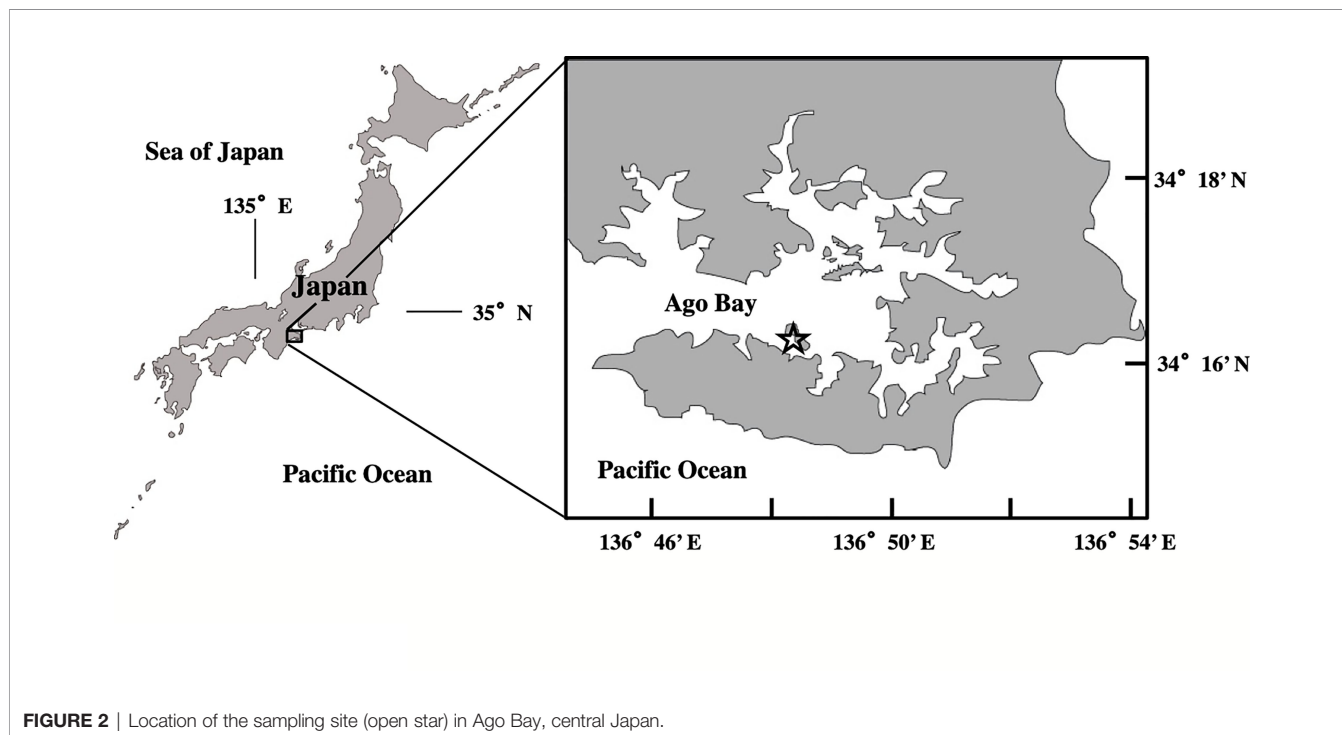 Sea of Japan
135° E
Japan
35° N
Pacific Ocean
34° 18’ N
Ago Bay
34° 16’ N
Pacific Ocean
136° 46’ E 136° 50’ E 136° 54’ E
FIGURE 2 | Location of the sampling site (open star) in Ago Bay, central Japan.